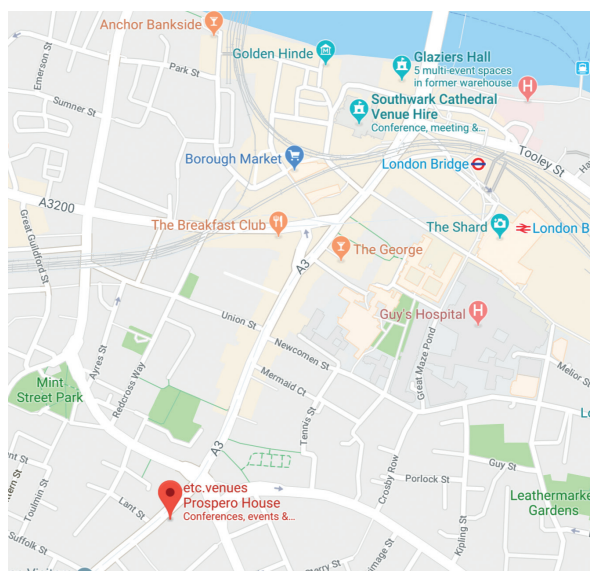 Anchor Bankside
Golden Hinde
Glaziers Hall
5 multi-event spaces
in former warehouse
H
Emerson St
Park St
Sumner St
Southwark Cathedral
Venue Hire
Conference, meeting &...
Tooley St
Borough Market
London Bridge
A3200
Great Guildford St
The Breakfast Club
The Shard
London B
A3
The George
Guy's Hospital
H
Union St
Newcomen St
Great Maze Pond
Ayres St
Redcross Way
Mermaid Ct
Melior S
Mint
Street Park
Tennis St
A3
Crosby Row
Guy St
Porlock St
Toulmin St
Lant St
etc.venues
Prospero House
Conferences, events &...
Leathermarke
Gardens
Kipling St
Suffolk St